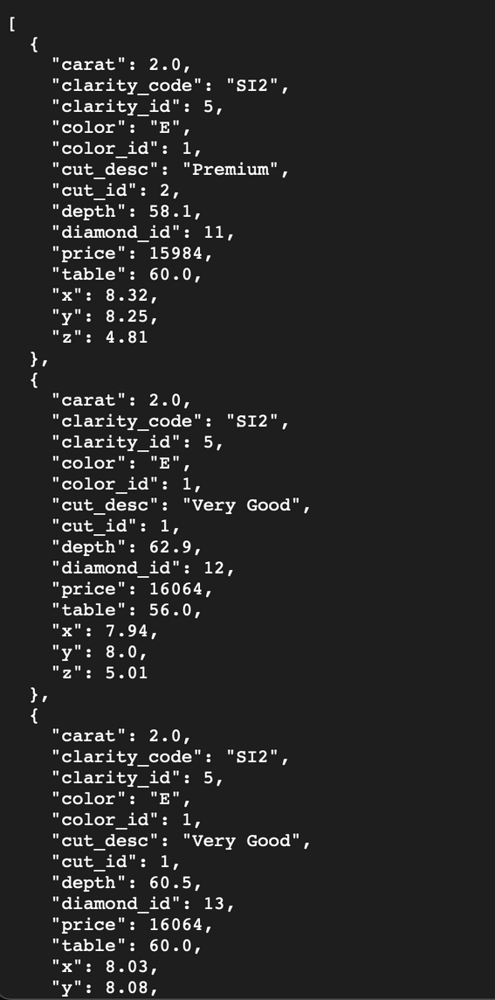 [
  {
    "carat": 2.0,
    "clarity_code": "SI2",
    "clarity_id": 5,
    "color": "E",
    "color_id": 1,
    "cut_desc": "Premium",
    "cut_id": 2,
    "depth": 58.1,
    "diamond_id": 11,
    "price": 15984,
    "table": 60.0,
    "x": 8.32,
    "y": 8.25,
    "z": 4.81
  },
  {
    "carat": 2.0,
    "clarity_code": "SI2",
    "clarity_id": 5,
    "color": "E",
    "color_id": 1,
    "cut_desc": "Very Good",
    "cut_id": 1,
    "depth": 62.9,
    "diamond_id": 12,
    "price": 16064,
    "table": 56.0,
    "x": 7.94,
    "y": 8.0,
    "z": 5.01
  },
  {
    "carat": 2.0,
    "clarity_code": "SI2",
    "clarity_id": 5,
    "color": "E",
    "color_id": 1,
    "cut_desc": "Very Good",
    "cut_id": 1,
    "depth": 60.5,
    "diamond_id": 13,
    "price": 16064,
    "table": 60.0,
    "x": 8.03,
    "y": 8.08,